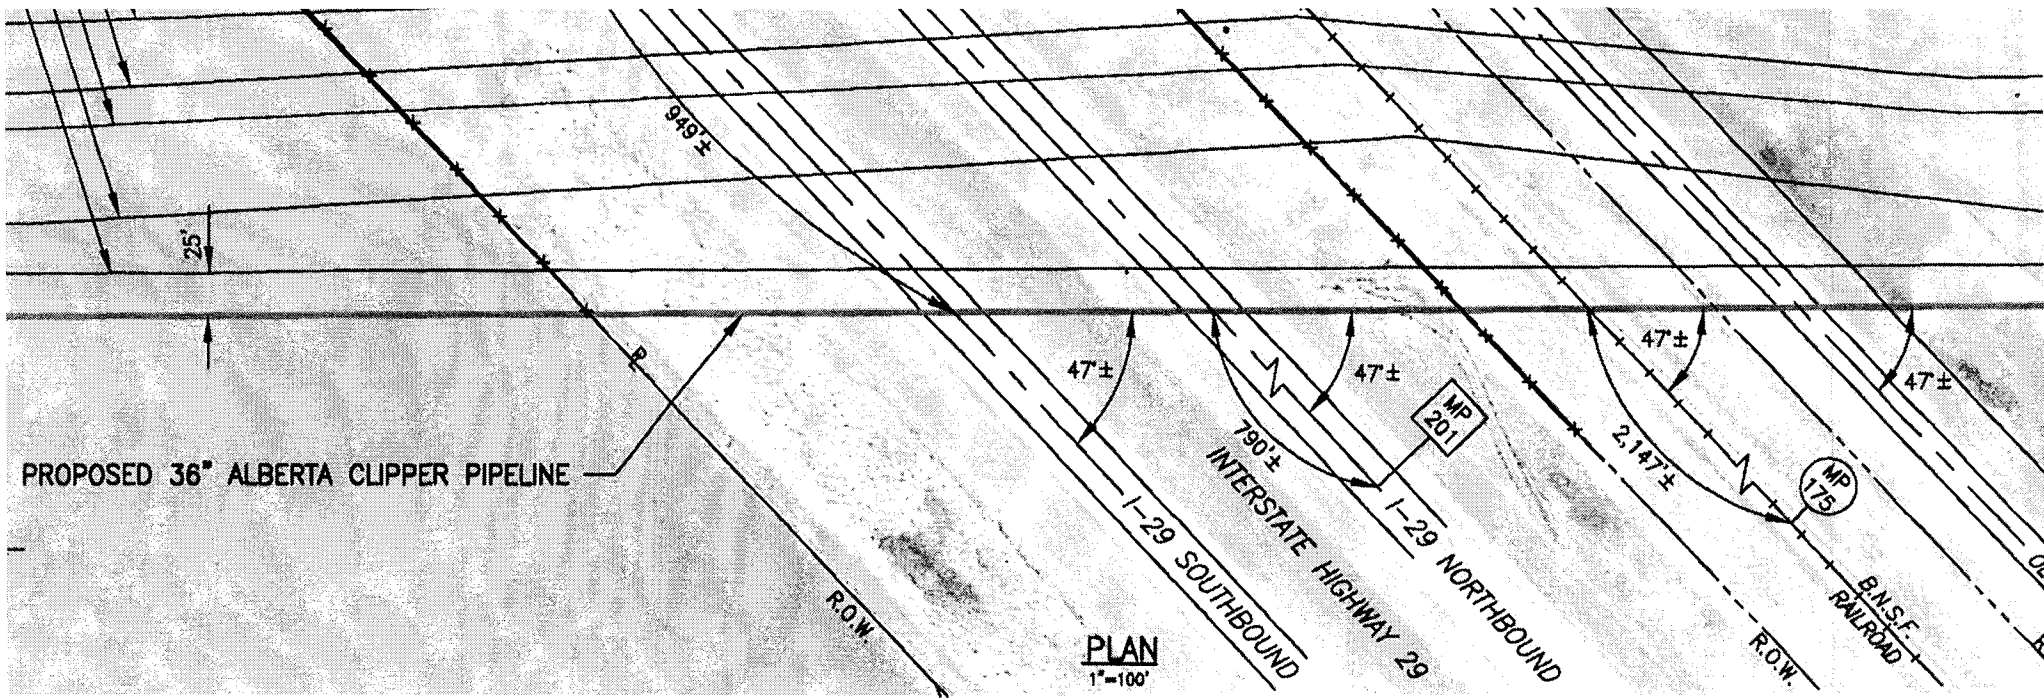 949'±
25'
47'±
47'±
47'±
47'±
790'±
MP
201
2,147'±
MP
175
PROPOSED 36" ALBERTA CLIPPER PIPELINE
I-29 SOUTHBOUND
INTERSTATE HIGHWAY 29
I-29 NORTHBOUND
B.N.S.F.
RAILROAD
R.O.W.
R.O.W.
PLAN
1"=100'